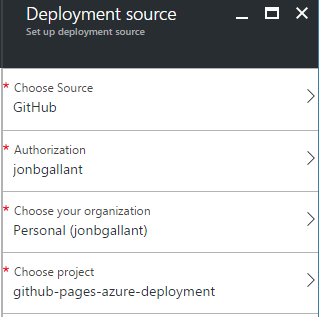 Deployment source
Set up deployment source
* Choose Source
GitHub
* Authorization
jonbgallant
* Choose your organization
Personal (jonbgallant)
* Choose project
github-pages-azure-deployment